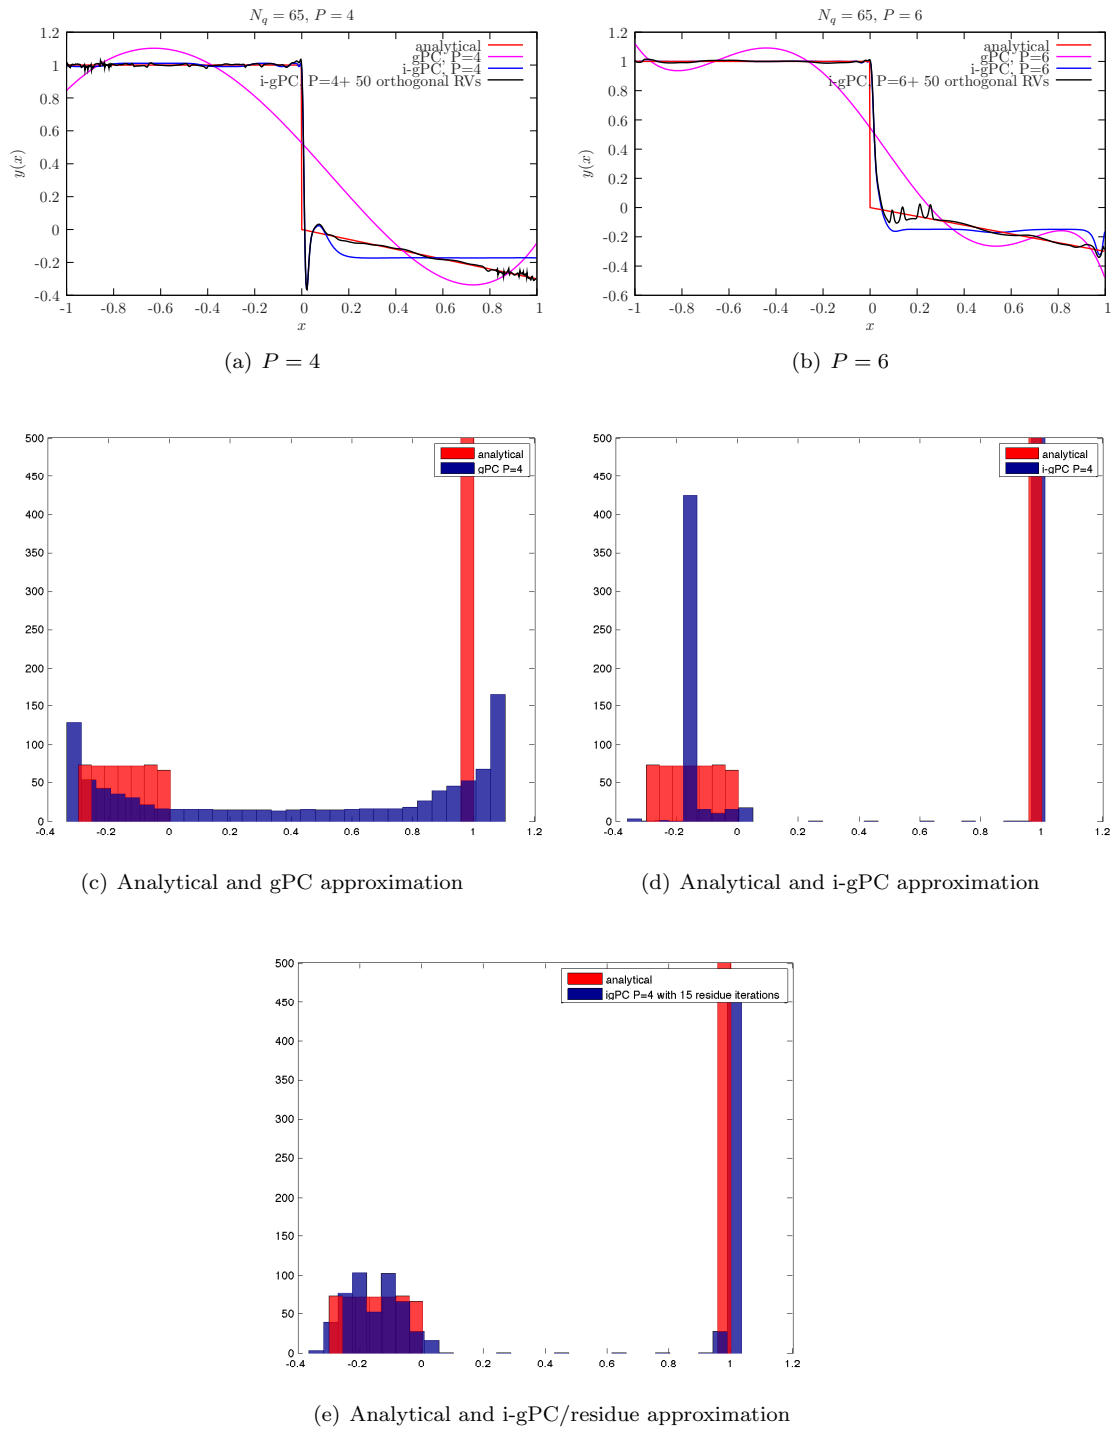 N_q = 65, P = 4
analytical
gPC, P=4
i-gPC, P=4
i-gPC, P=4+ 50 orthogonal RVs
1.2
1
0.8
0.6
0.4
0.2
0
-0.2
-0.4
y(x)
-1 -0.8 -0.6 -0.4 -0.2 0 0.2 0.4 0.6 0.8 1
x
(a) P = 4
N_q = 65, P = 6
analytical
gPC, P=6
i-gPC, P=6
i-gPC, P=6+ 50 orthogonal RVs
1.2
1
0.8
0.6
0.4
0.2
0
-0.2
-0.4
-0.6
y(x)
-1 -0.8 -0.6 -0.4 -0.2 0 0.2 0.4 0.6 0.8 1
x
(b) P = 6
analytical
gPC P=4
500
450
400
350
300
250
200
150
100
50
0
-0.4 -0.2 0 0.2 0.4 0.6 0.8 1 1.2
(c) Analytical and gPC approximation
analytical
i-gPC P=4
500
450
400
350
300
250
200
150
100
50
0
-0.4 -0.2 0 0.2 0.4 0.6 0.8 1 1.2
(d) Analytical and i-gPC approximation
analytical
igPC P=4 with 15 residue iterations
500
450
400
350
300
250
200
150
100
50
0
-0.4 -0.2 0 0.2 0.4 0.6 0.8 1 1.2
(e) Analytical and i-gPC/residue approximation